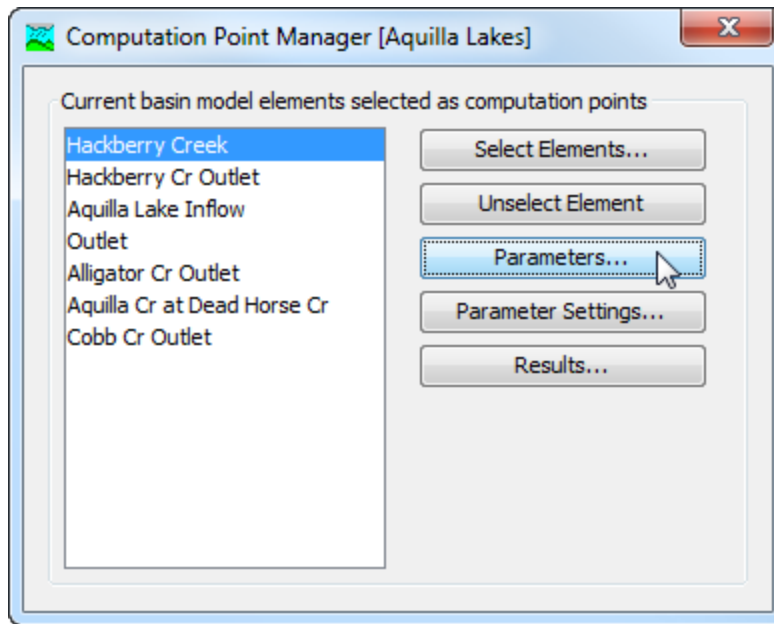 Computation Point Manager [Aquilla Lakes]
Current basin model elements selected as computation points
Hackberry Creek
Hackberry Cr Outlet
Aquilla Lake Inflow
Outlet
Alligator Cr Outlet
Aquilla Cr at Dead Horse Cr
Cobb Cr Outlet
Select Elements...
Unselect Element
Parameters...
Parameter Settings...
Results...